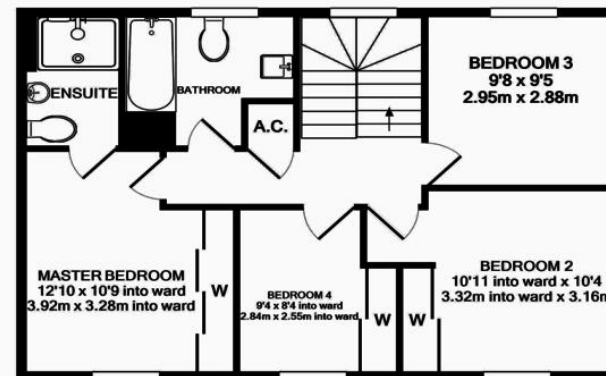 ENSUITE
BATHROOM
A.C.
BEDROOM 3
9'8 x 9'5
2.95m x 2.88m
MASTER BEDROOM
12'10 x 10'9 into ward
3.92m x 3.28m into ward
W
BEDROOM 4
9'4 x 8'4 into ward
2.84m x 2.55m into ward
W
W
BEDROOM 2
10'11 into ward x 10'4
3.32m into ward x 3.16m